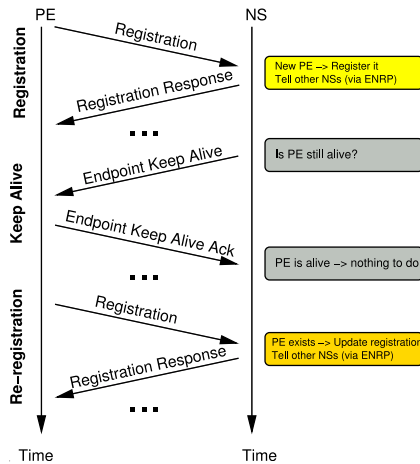 PE
NS
Registration
Registration
New PE -> Register it
Tell other NSs (via ENRP)
Registration Response
...
Keep Alive
Is PE still alive?
Endpoint Keep Alive
Endpoint Keep Alive Ack
PE is alive -> nothing to do
...
Re-registration
Registration
PE exists -> Update registration
Tell other NSs (via ENRP)
Registration Response
...
Time
Time